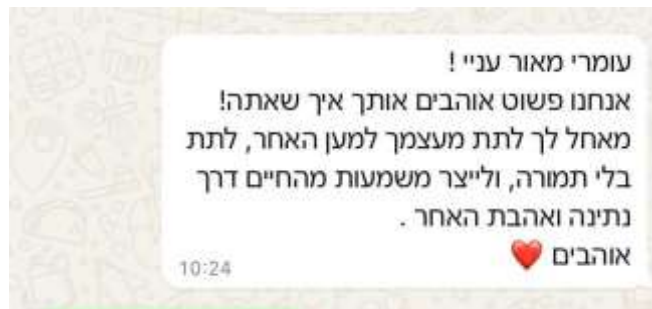 עומרי מאור עניי !
אנחנו פשוט אוהבים אותך איך שאתה!
מאחל לך לתת מעצמך למען האחר, לתת
בלי תמורה, ולייצר משמעות מהחיים דרך
נתינה ואהבת האחר .
אוהבים ❤️
10:24